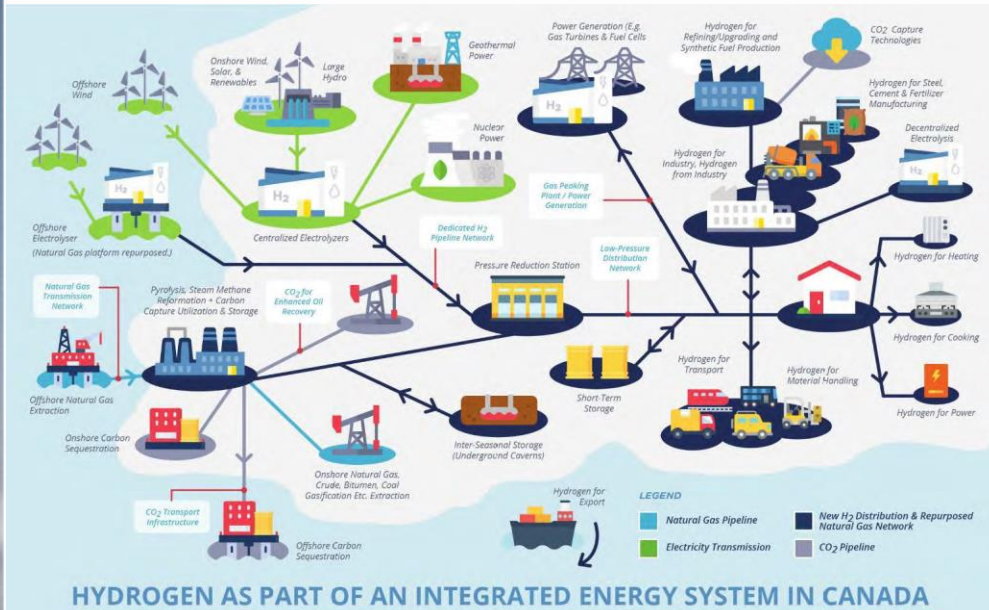 Offshore
Wind
Onshore Wind,
Solar, &
Renewables
Large
Hydro
Geothermal
Power
Nuclear
Power
Power Generation (E.g.
Gas Turbines & Fuel Cells)
H2
Hydrogen for
Refining/Upgrading and
Synthetic Fuel Production
CO2 Capture
Technologies
Hydrogen for Steel,
Cement & Fertilizer
Manufacturing
Decentralized
Electrolysis
H2
Hydrogen for
Industry, Hydrogen
from Industry
H2
Offshore
Electrolyser
(Natural Gas platform repurposed.)
H2
Centralized Electrolyzers
Dedicated H2
Pipeline Network
Gas Peaking
Plant / Power
Generation
Pressure Reduction Station
Low-Pressure
Distribution
Network
Hydrogen for Heating
Hydrogen for Cooking
Hydrogen for Power
Natural Gas
Transmission
Network
Pyrolysis, Steam Methane
Reformation + Carbon
Capture Utilization & Storage
CO2 for
Enhanced Oil
Recovery
Offshore Natural Gas
Extraction
Onshore Carbon
Sequestration
CO2 Transport
Infrastructure
Offshore Carbon
Sequestration
Onshore Natural Gas,
Crude, Bitumen, Coal
Gasification Etc. Extraction
Inter-Seasonal Storage
(Underground Caverns)
Short-Term
Storage
Hydrogen for
Transport
Hydrogen for
Material Handling
Hydrogen for
Export
LEGEND
Natural Gas Pipeline
New H2 Distribution & Repurposed
Natural Gas Network
Electricity Transmission
CO2 Pipeline
HYDROGEN AS PART OF AN INTEGRATED ENERGY SYSTEM IN CANADA